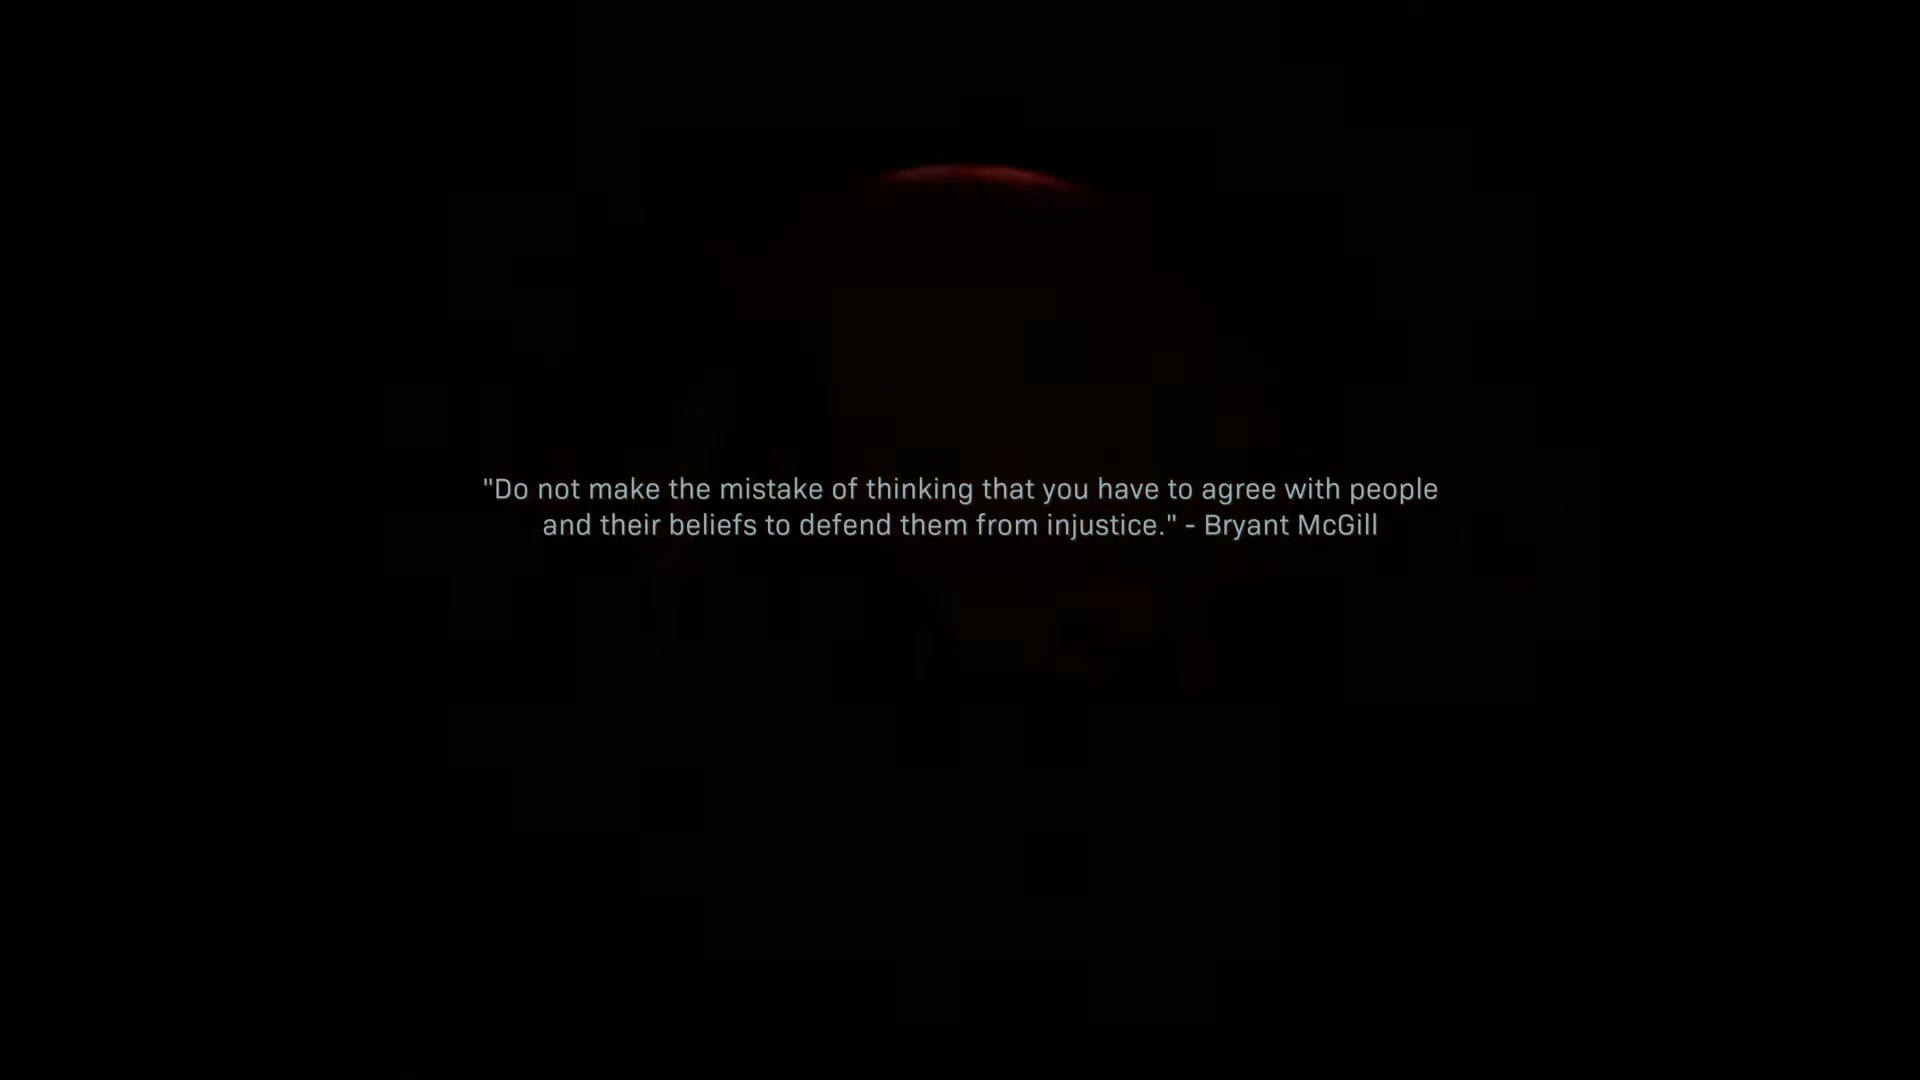 "Do not make the mistake of thinking that you have to agree with people
and their beliefs to defend them from injustice." - Bryant McGill